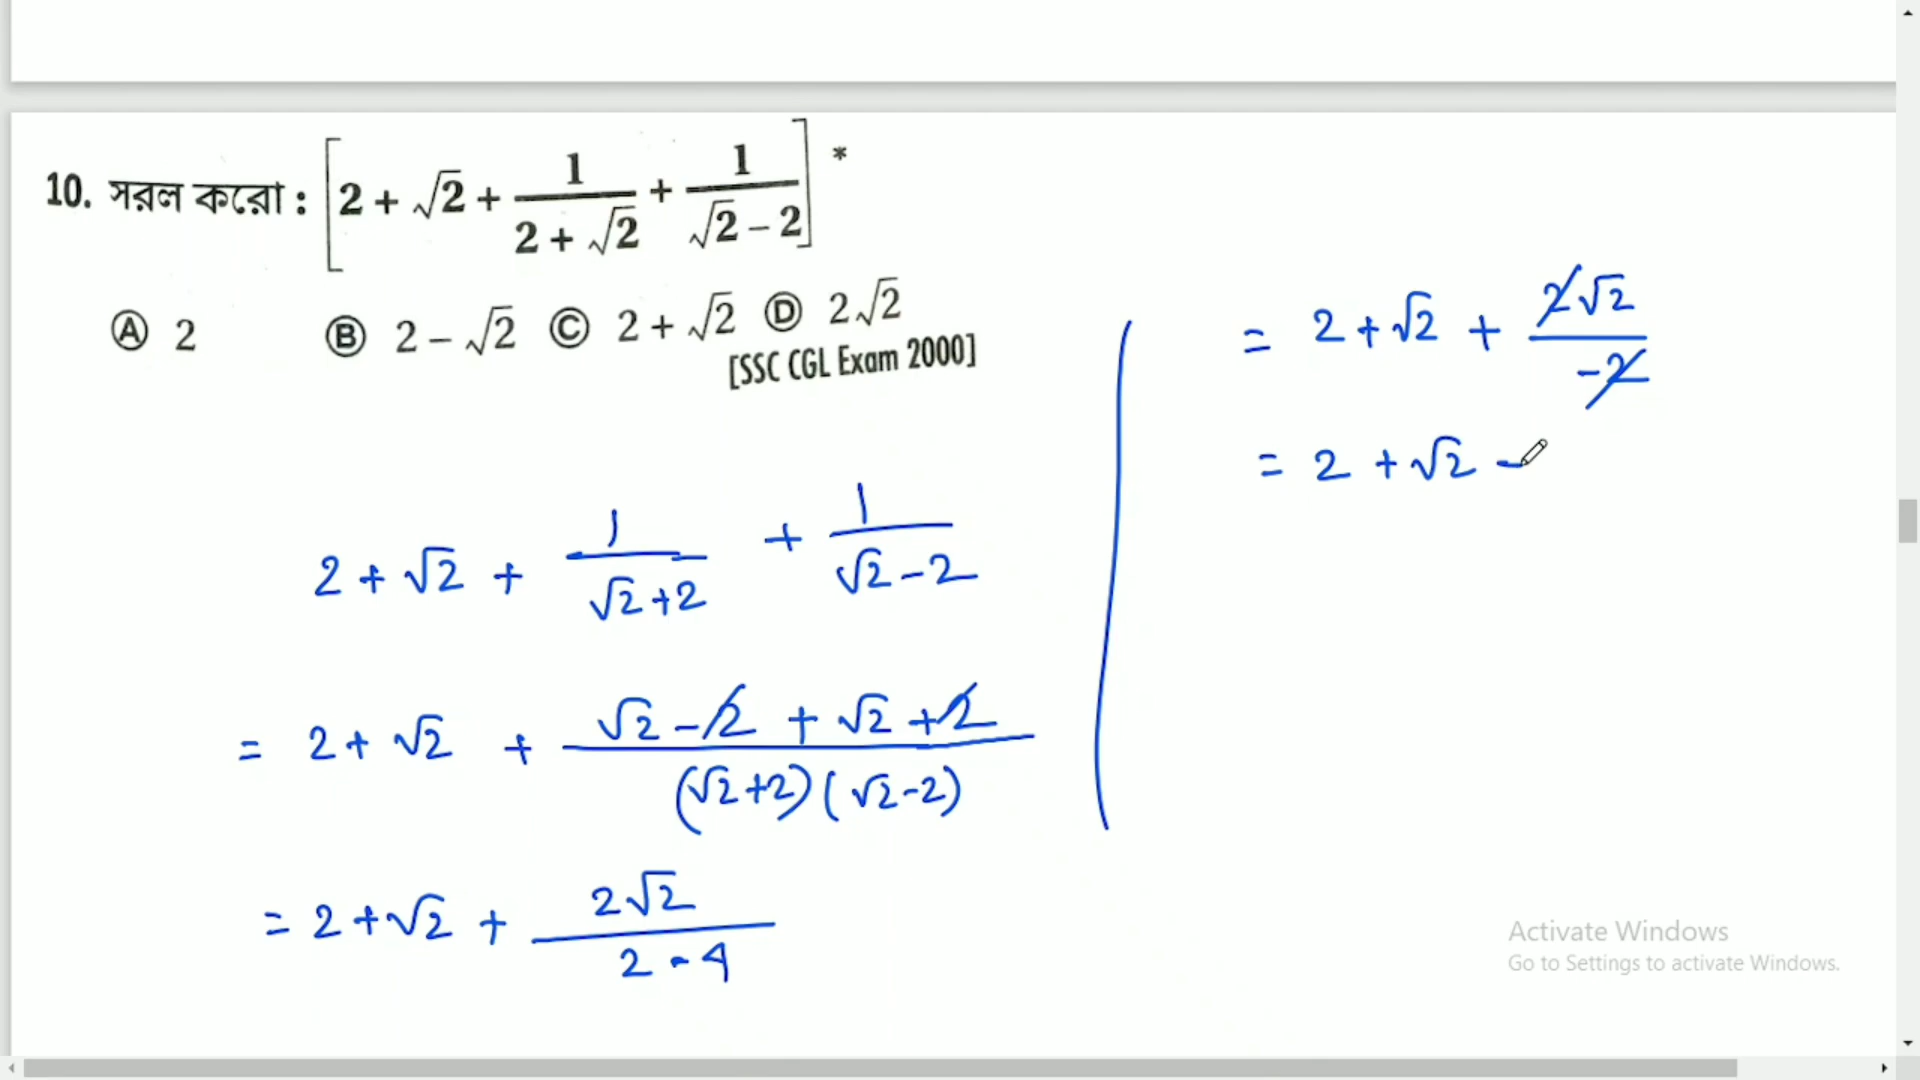 10. সরল করো : [2 + √2 + 1/(2 + √2) + 1/(√2 – 2)] *
Ⓐ 2 Ⓑ 2 – √2 Ⓒ 2 + √2 Ⓓ 2√2
[SSC CGL Exam 2000]
2 + √2 + 1/(√2+2) + 1/(√2-2)
= 2 + √2 + (√2 - 2 + √2 + 2)/((√2+2)(√2-2))
= 2 + √2 + 2√2/(2-4)
= 2 + √2 + 2√2/-2
= 2 + √2 -
Activate Windows
Go to Settings to activate Windows.